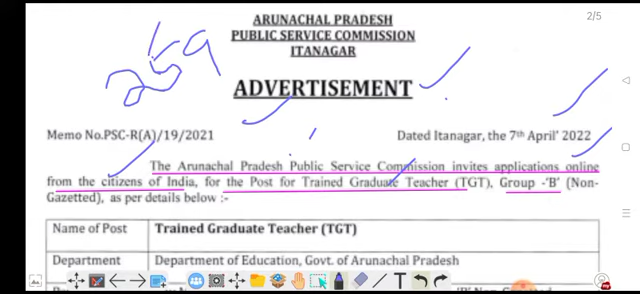 2/5
ARUNACHAL PRADESH
PUBLIC SERVICE COMMISSION
ITANAGAR
259
ADVERTISEMENT
Memo No.PSC-R(A)/19/2021 Dated Itanagar, the 7th April' 2022
The Arunachal Pradesh Public Service Commission invites applications online
from the citizens of India, for the Post for Trained Graduate Teacher (TGT), Group -'B' (Non-
Gazetted), as per details below :-
Name of Post Trained Graduate Teacher (TGT)
Department Department of Education, Govt. of Arunachal Pradesh
T